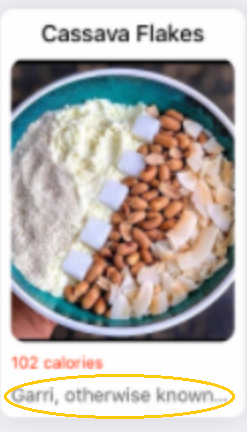 Cassava Flakes
102 calories
Garri, otherwise known...